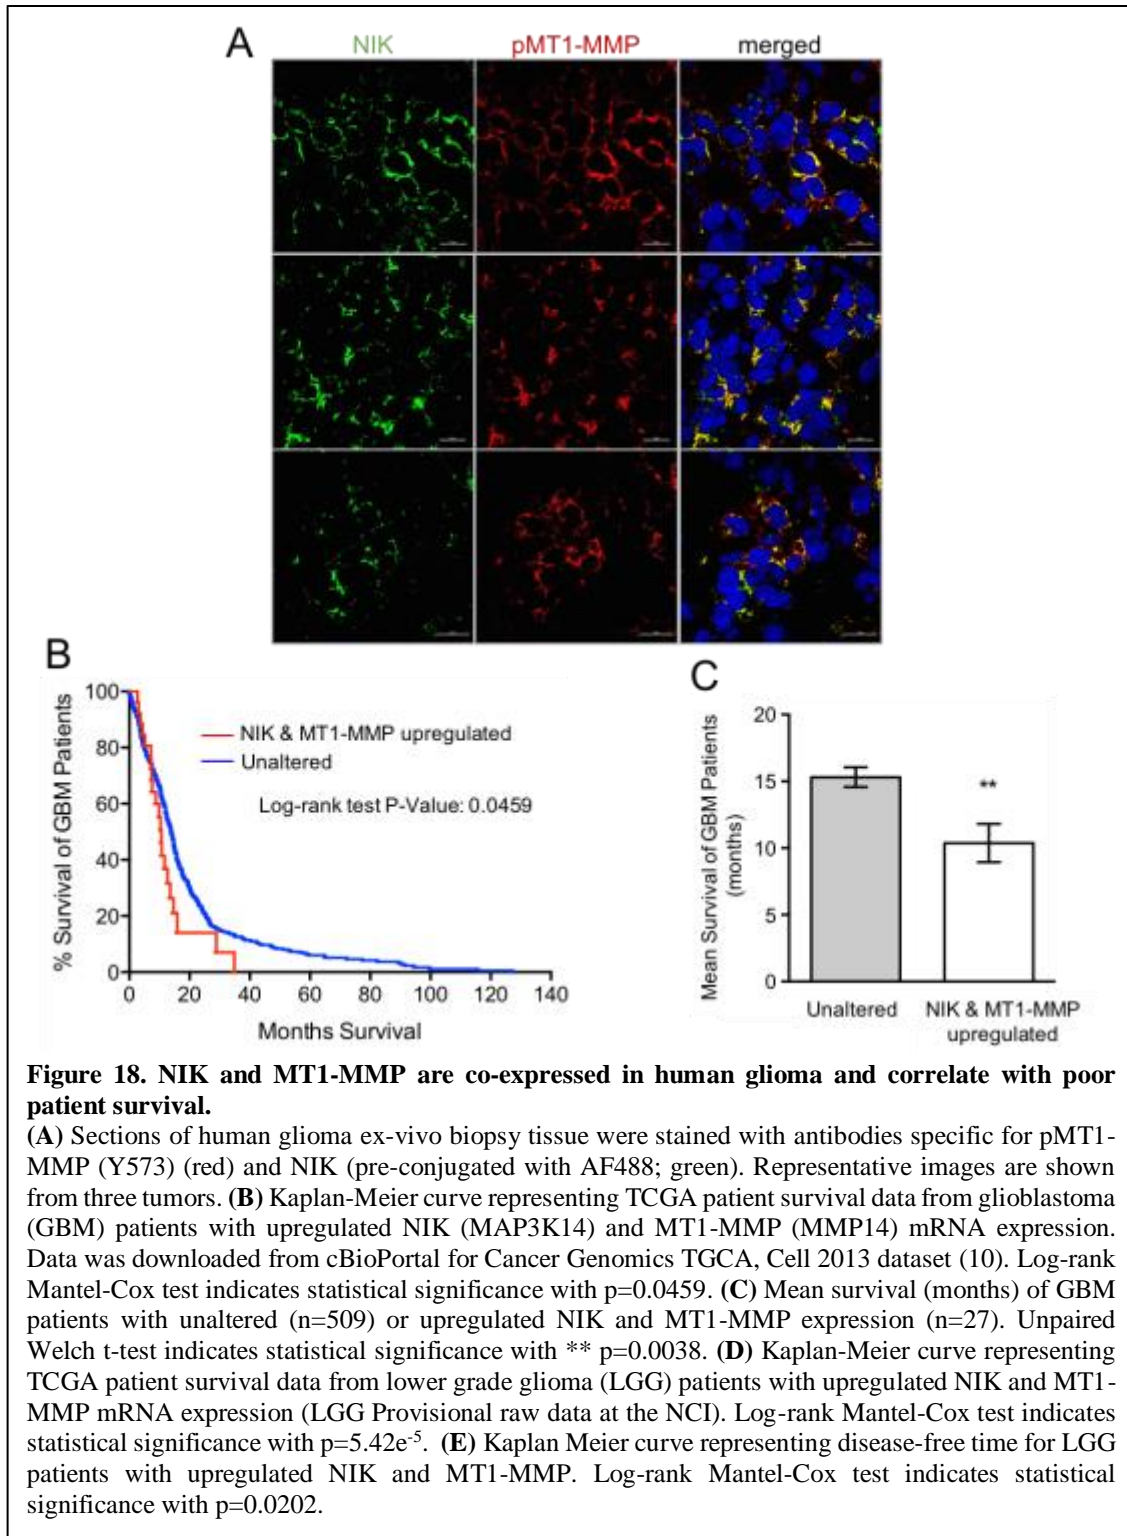 A
NIK pMT1-MMP merged
B
% Survival of GBM Patients
100
80
60
40
20
0
NIK & MT1-MMP upregulated
Unaltered
Log-rank test P-Value: 0.0459
0 20 40 60 80 100 120 140
Months Survival
C
Mean Survival of GBM Patients
(months)
20
15
10
5
0
**
Unaltered NIK & MT1-MMP
upregulated
Figure 18. NIK and MT1-MMP are co-expressed in human glioma and correlate with poor
patient survival.
(A) Sections of human glioma ex-vivo biopsy tissue were stained with antibodies specific for pMT1-
MMP (Y573) (red) and NIK (pre-conjugated with AF488; green). Representative images are shown
from three tumors. (B) Kaplan-Meier curve representing TCGA patient survival data from glioblastoma
(GBM) patients with upregulated NIK (MAP3K14) and MT1-MMP (MMP14) mRNA expression.
Data was downloaded from cBioPortal for Cancer Genomics TGCA, Cell 2013 dataset (10). Log-rank
Mantel-Cox test indicates statistical significance with p=0.0459. (C) Mean survival (months) of GBM
patients with unaltered (n=509) or upregulated NIK and MT1-MMP expression (n=27). Unpaired
Welch t-test indicates statistical significance with ** p=0.0038. (D) Kaplan-Meier curve representing
TCGA patient survival data from lower grade glioma (LGG) patients with upregulated NIK and MT1-
MMP mRNA expression (LGG Provisional raw data at the NCI). Log-rank Mantel-Cox test indicates
statistical significance with p=5.42e-5. (E) Kaplan Meier curve representing disease-free time for LGG
patients with upregulated NIK and MT1-MMP. Log-rank Mantel-Cox test indicates statistical
significance with p=0.0202.